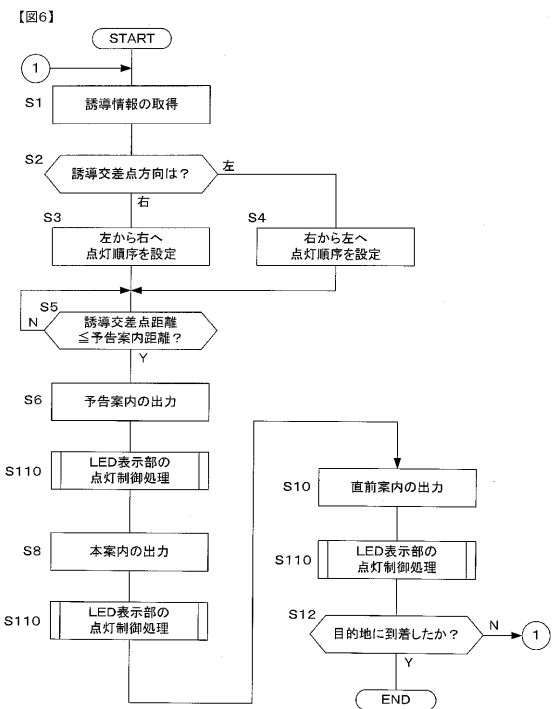 【図6】
START
1
S1
誘導情報の取得
S2
誘導交差点方向は？
左
右
S3
左から右へ
点灯順序を設定
S4
右から左へ
点灯順序を設定
S5
N
誘導交差点距離
≦予告案内距離？
Y
S6
予告案内の出力
S110
LED表示部の
点灯制御処理
S8
本案内の出力
S110
LED表示部の
点灯制御処理
S10
直前案内の出力
S110
LED表示部の
点灯制御処理
S12
目的地に到着したか？
N
1
Y
END